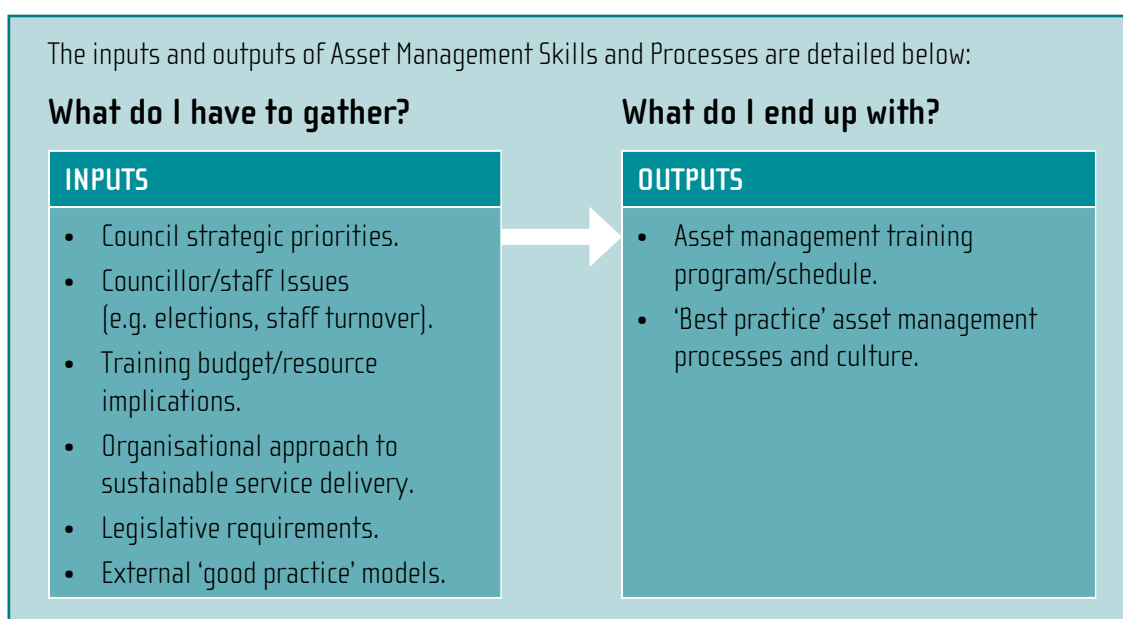 The inputs and outputs of Asset Management Skills and Processes are detailed below:
What do I have to gather?
INPUTS
• Council strategic priorities.
• Councillor/staff Issues
(e.g. elections, staff turnover).
• Training budget/resource
implications.
• Organisational approach to
sustainable service delivery.
• Legislative requirements.
• External ‘good practice’ models.
What do I end up with?
OUTPUTS
• Asset management training
program/schedule.
• ‘Best practice’ asset management
processes and culture.